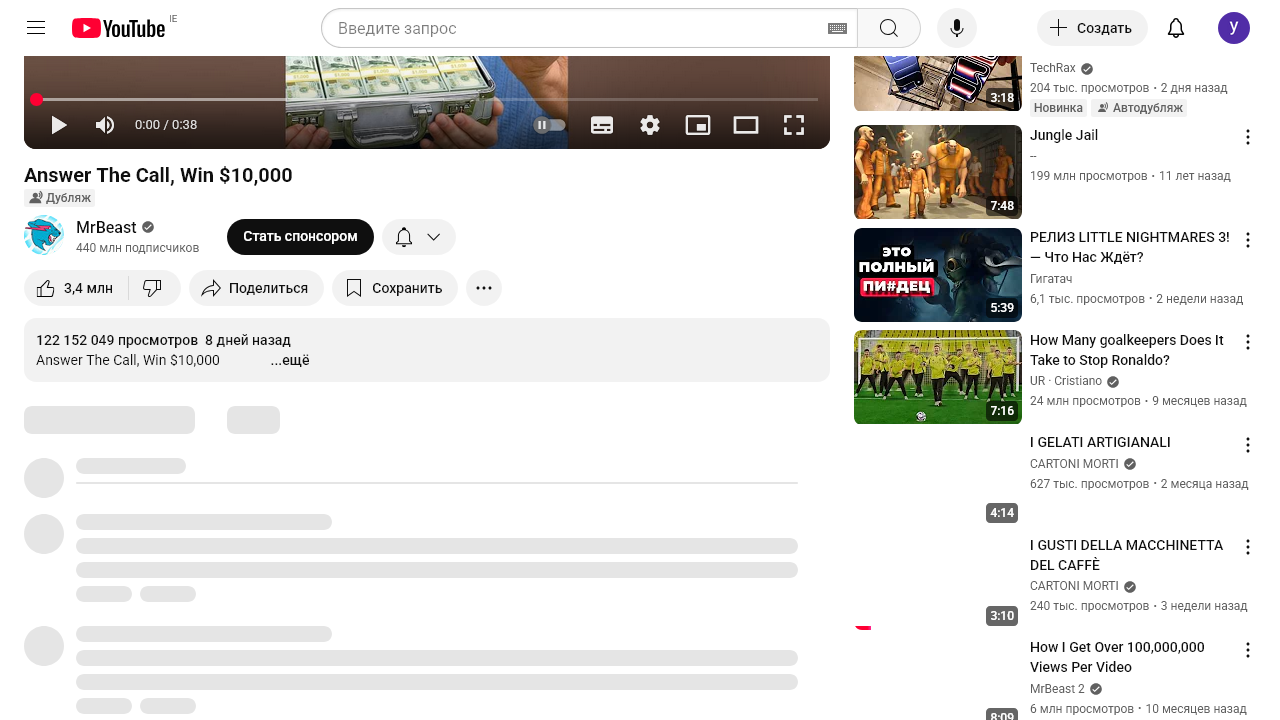 YouTube
IE
Введите запрос
Создать
У
0:00 / 0:38
Answer The Call, Win $10,000
Дубляж
MrBeast
440 млн подписчиков
Стать спонсором
3,4 млн
Поделиться
Сохранить
122 152 049 просмотров 8 дней назад
Answer The Call, Win $10,000 ...ещё
3:18
TechRax
204 тыс. просмотров • 2 дня назад
Новинка
Автодубляж
7:48
Jungle Jail
--
199 млн просмотров • 11 лет назад
ЭТО
ПОЛНЫЙ
ПИ#ДЕЦ
5:39
РЕЛИЗ LITTLE NIGHTMARES 3!
— Что Нас Ждёт?
Гигатач
6,1 тыс. просмотров • 2 недели назад
7:16
How Many goalkeepers Does It
Take to Stop Ronaldo?
UR · Cristiano
24 млн просмотров • 9 месяцев назад
4:14
I GELATI ARTIGIANALI
CARTONI MORTI
627 тыс. просмотров • 2 месяца назад
3:10
I GUSTI DELLA MACCHINETTA
DEL CAFFÈ
CARTONI MORTI
240 тыс. просмотров • 3 недели назад
8:09
How I Get Over 100,000,000
Views Per Video
MrBeast 2
6 млн просмотров • 10 месяцев назад